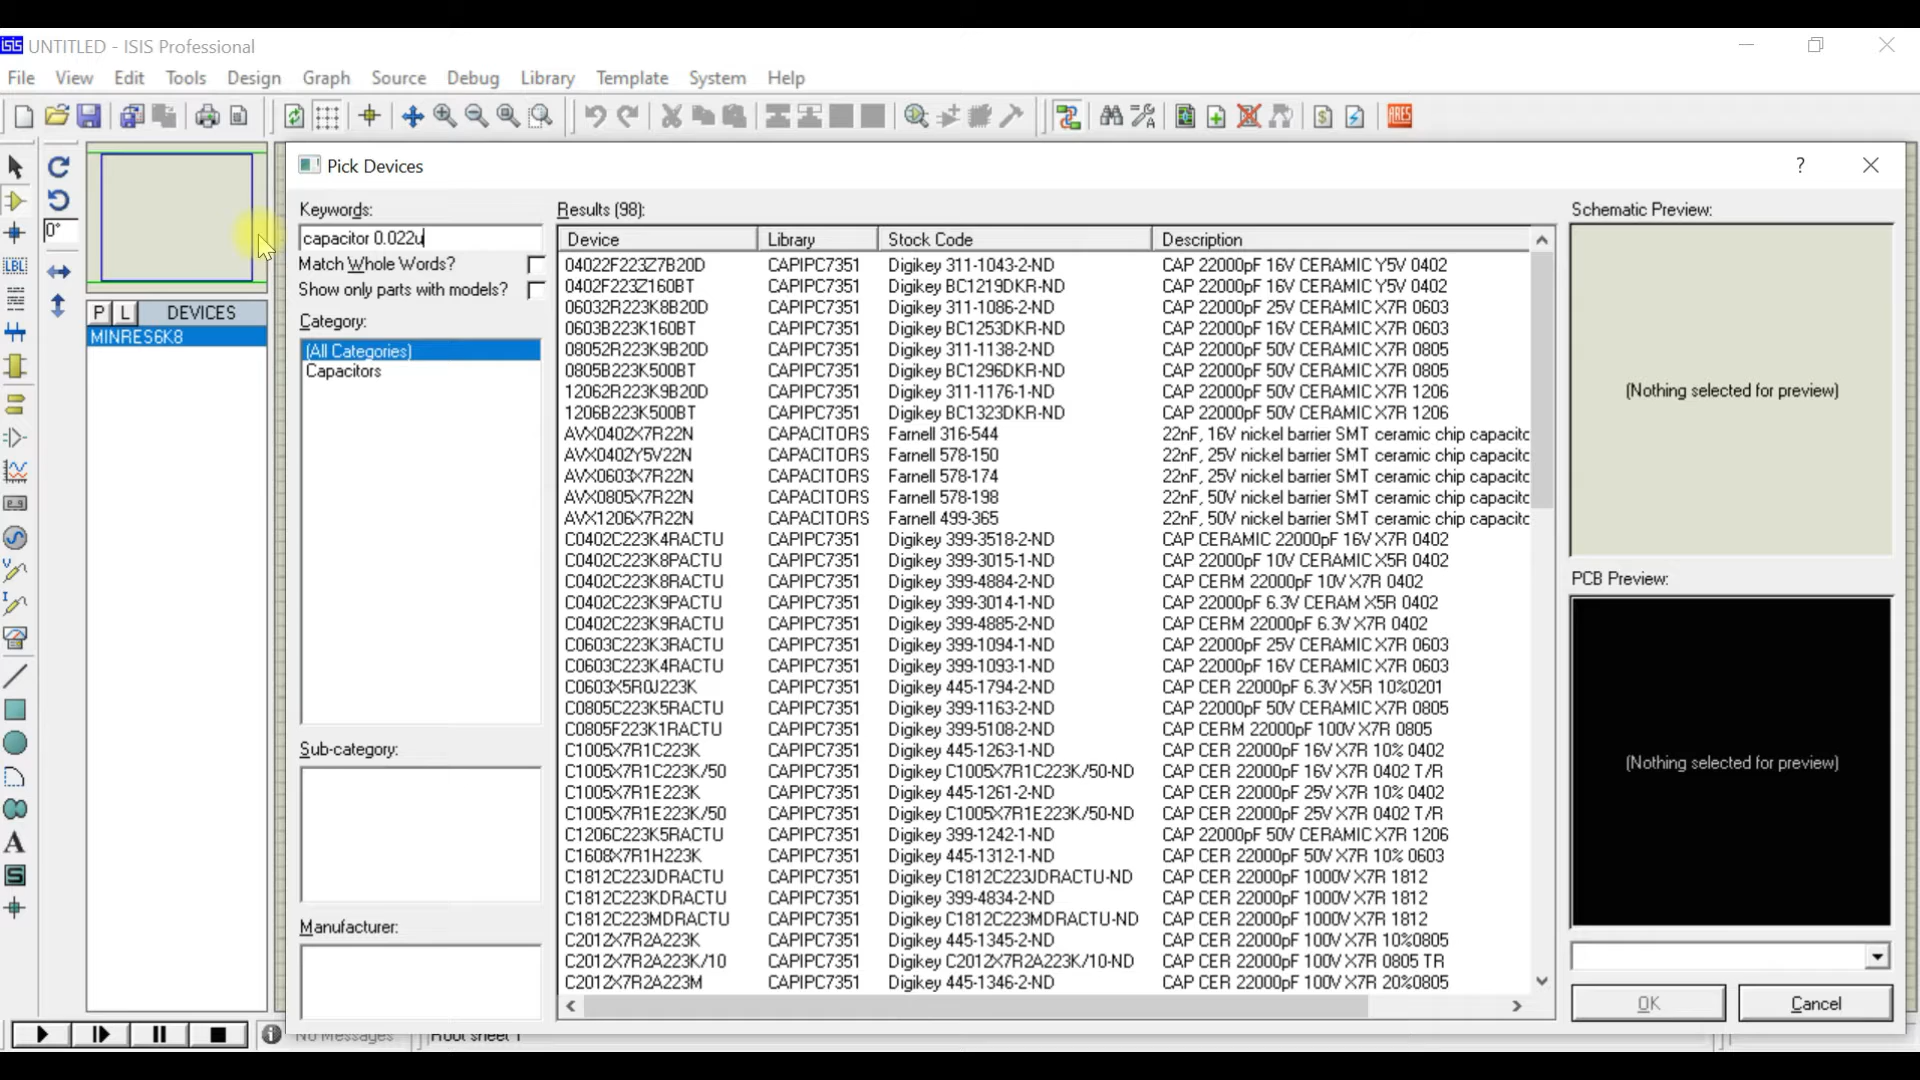 UNTITLED - ISIS Professional
File View Edit Tools Design Graph Source Debug Library Template System Help
Pick Devices
Keywords:
capacitor 0.022u
Match Whole Words?
Show only parts with models?
Category:
(All Categories)
Capacitors
Sub-category:
Manufacturer:
0°
LBL
P L DEVICES
MINRES6K8
Results (98):
Device Library Stock Code Description
04022F223Z7B20D CAPIPC7351 Digikey 311-1043-2-ND CAP 22000pF 16V CERAMIC Y5V 0402
0402F223Z160BT CAPIPC7351 Digikey BC1219DKR-ND CAP 22000pF 16V CERAMIC Y5V 0402
06032R223K8B20D CAPIPC7351 Digikey 311-1086-2-ND CAP 22000pF 25V CERAMIC X7R 0603
0603B223K160BT CAPIPC7351 Digikey BC1253DKR-ND CAP 22000pF 16V CERAMIC X7R 0603
08052R223K9B20D CAPIPC7351 Digikey 311-1138-2-ND CAP 22000pF 50V CERAMIC X7R 0805
0805B223K500BT CAPIPC7351 Digikey BC1296DKR-ND CAP 22000pF 50V CERAMIC X7R 0805
12062R223K9B20D CAPIPC7351 Digikey 311-1176-1-ND CAP 22000pF 50V CERAMIC X7R 1206
1206B223K500BT CAPIPC7351 Digikey BC1323DKR-ND CAP 22000pF 50V CERAMIC X7R 1206
AVX0402X7R22N CAPACITORS Farnell 316-544 22nF, 16V nickel barrier SMT ceramic chip capacitc
AVX0402Y5V22N CAPACITORS Farnell 578-150 22nF, 25V nickel barrier SMT ceramic chip capacitc
AVX0603X7R22N CAPACITORS Farnell 578-174 22nF, 25V nickel barrier SMT ceramic chip capacitc
AVX0805X7R22N CAPACITORS Farnell 578-198 22nF, 50V nickel barrier SMT ceramic chip capacitc
AVX1206X7R22N CAPACITORS Farnell 499-365 22nF, 50V nickel barrier SMT ceramic chip capacitc
C0402C223K4RACTU CAPIPC7351 Digikey 399-3518-2-ND CAP CERAMIC 22000pF 16V X7R 0402
C0402C223K8PACTU CAPIPC7351 Digikey 399-3015-1-ND CAP 22000pF 10V CERAMIC X5R 0402
C0402C223K8RACTU CAPIPC7351 Digikey 399-4884-2-ND CAP CERM 22000pF 10V X7R 0402
C0402C223K9PACTU CAPIPC7351 Digikey 399-3014-1-ND CAP 22000pF 6.3V CERAM X5R 0402
C0402C223K9RACTU CAPIPC7351 Digikey 399-4885-2-ND CAP CERM 22000pF 6.3V X7R 0402
C0603C223K3RACTU CAPIPC7351 Digikey 399-1094-1-ND CAP 22000pF 25V CERAMIC X7R 0603
C0603C223K4RACTU CAPIPC7351 Digikey 399-1093-1-ND CAP 22000pF 16V CERAMIC X7R 0603
C0603X5R0J223K CAPIPC7351 Digikey 445-1794-2-ND CAP CER 22000pF 6.3V X5R 10%0201
C0805C223K5RACTU CAPIPC7351 Digikey 399-1163-2-ND CAP 22000pF 50V CERAMIC X7R 0805
C0805F223K1RACTU CAPIPC7351 Digikey 399-5108-2-ND CAP CERM 22000pF 100V X7R 0805
C1005X7R1C223K CAPIPC7351 Digikey 445-1263-1-ND CAP CER 22000pF 16V X7R 10% 0402
C1005X7R1C223K/50 CAPIPC7351 Digikey C1005X7R1C223K/50-ND CAP CER 22000pF 16V X7R 0402 T/R
C1005X7R1E223K CAPIPC7351 Digikey 445-1261-2-ND CAP CER 22000pF 25V X7R 10% 0402
C1005X7R1E223K/50 CAPIPC7351 Digikey C1005X7R1E223K/50-ND CAP CER 22000pF 25V X7R 0402 T/R
C1206C223K5RACTU CAPIPC7351 Digikey 399-1242-1-ND CAP 22000pF 50V CERAMIC X7R 1206
C1608X7R1H223K CAPIPC7351 Digikey 445-1312-1-ND CAP CER 22000pF 50V X7R 10% 0603
C1812C223JDRACTU CAPIPC7351 Digikey C1812C223JDRACTU-ND CAP CER 22000pF 1000V X7R 1812
C1812C223KDRACTU CAPIPC7351 Digikey 399-4834-2-ND CAP CER 22000pF 1000V X7R 1812
C1812C223MDRACTU CAPIPC7351 Digikey C1812C223MDRACTU-ND CAP CER 22000pF 1000V X7R 1812
C2012X7R2A223K CAPIPC7351 Digikey 445-1345-2-ND CAP CER 22000pF 100V X7R 10%0805
C2012X7R2A223K/10 CAPIPC7351 Digikey C2012X7R2A223K/10-ND CAP CER 22000pF 100V X7R 0805 TR
C2012X7R2A223M CAPIPC7351 Digikey 445-1346-2-ND CAP CER 22000pF 100V X7R 20%0805
Schematic Preview:
(Nothing selected for preview)
PCB Preview:
(Nothing selected for preview)
OK Cancel
No Messages Root sheet 1